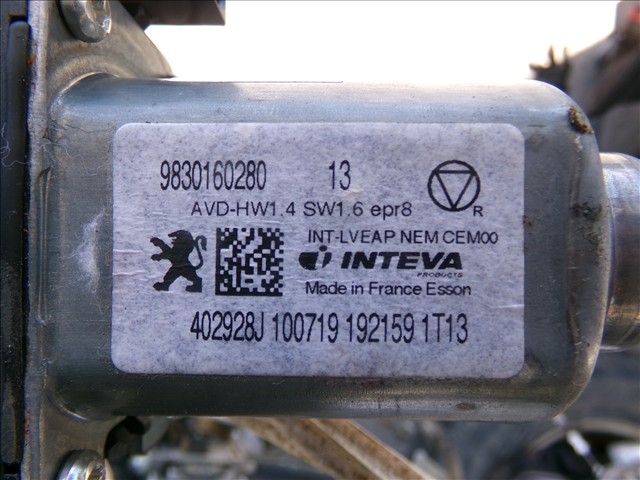 9830160280 13
AVD-HW1.4 SW1.6 epr8
R
INT-LVEAP NEM CEM00
INTEVA
PRODUCTS
Made in France Esson
402928J 100719 192159 1T13